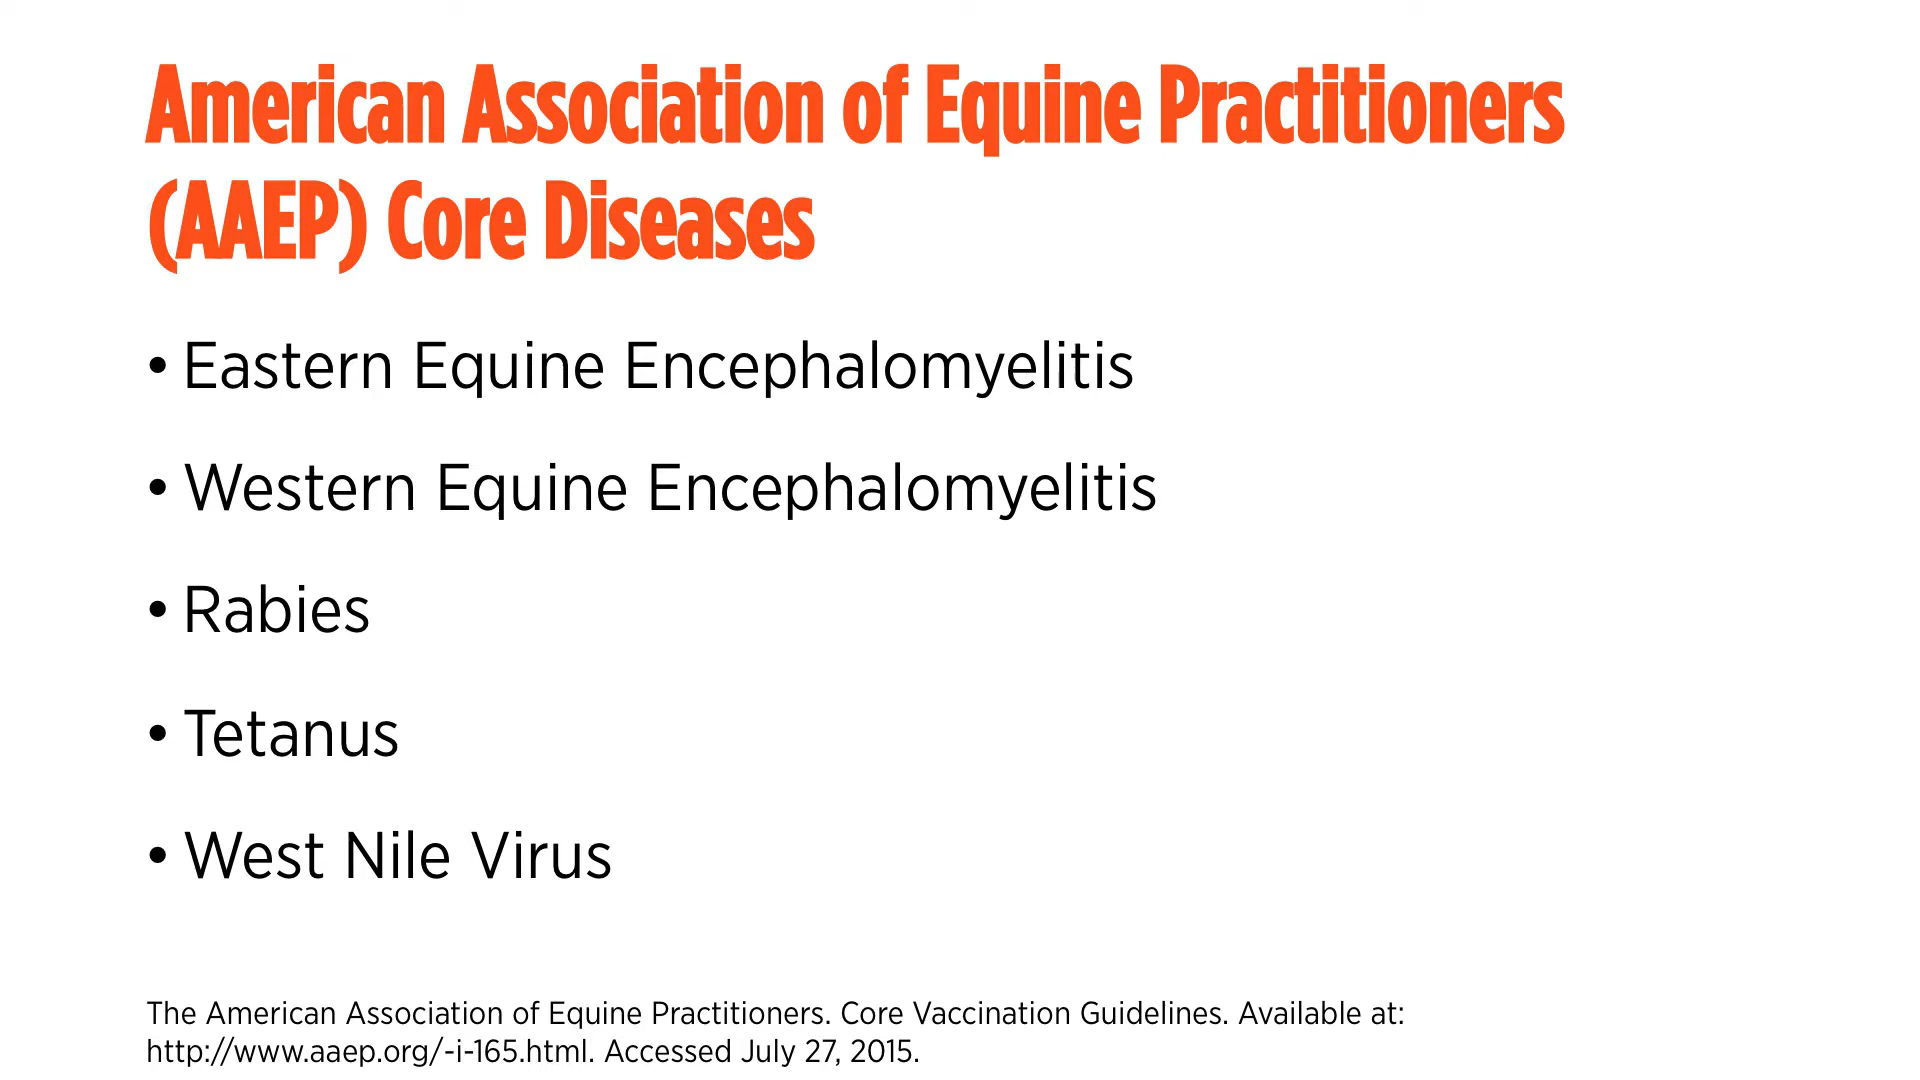 American Association of Equine Practitioners
(AAEP) Core Diseases
• Eastern Equine Encephalomyelitis
• Western Equine Encephalomyelitis
• Rabies
• Tetanus
• West Nile Virus
The American Association of Equine Practitioners. Core Vaccination Guidelines. Available at:
http://www.aaep.org/-i-165.html. Accessed July 27, 2015.